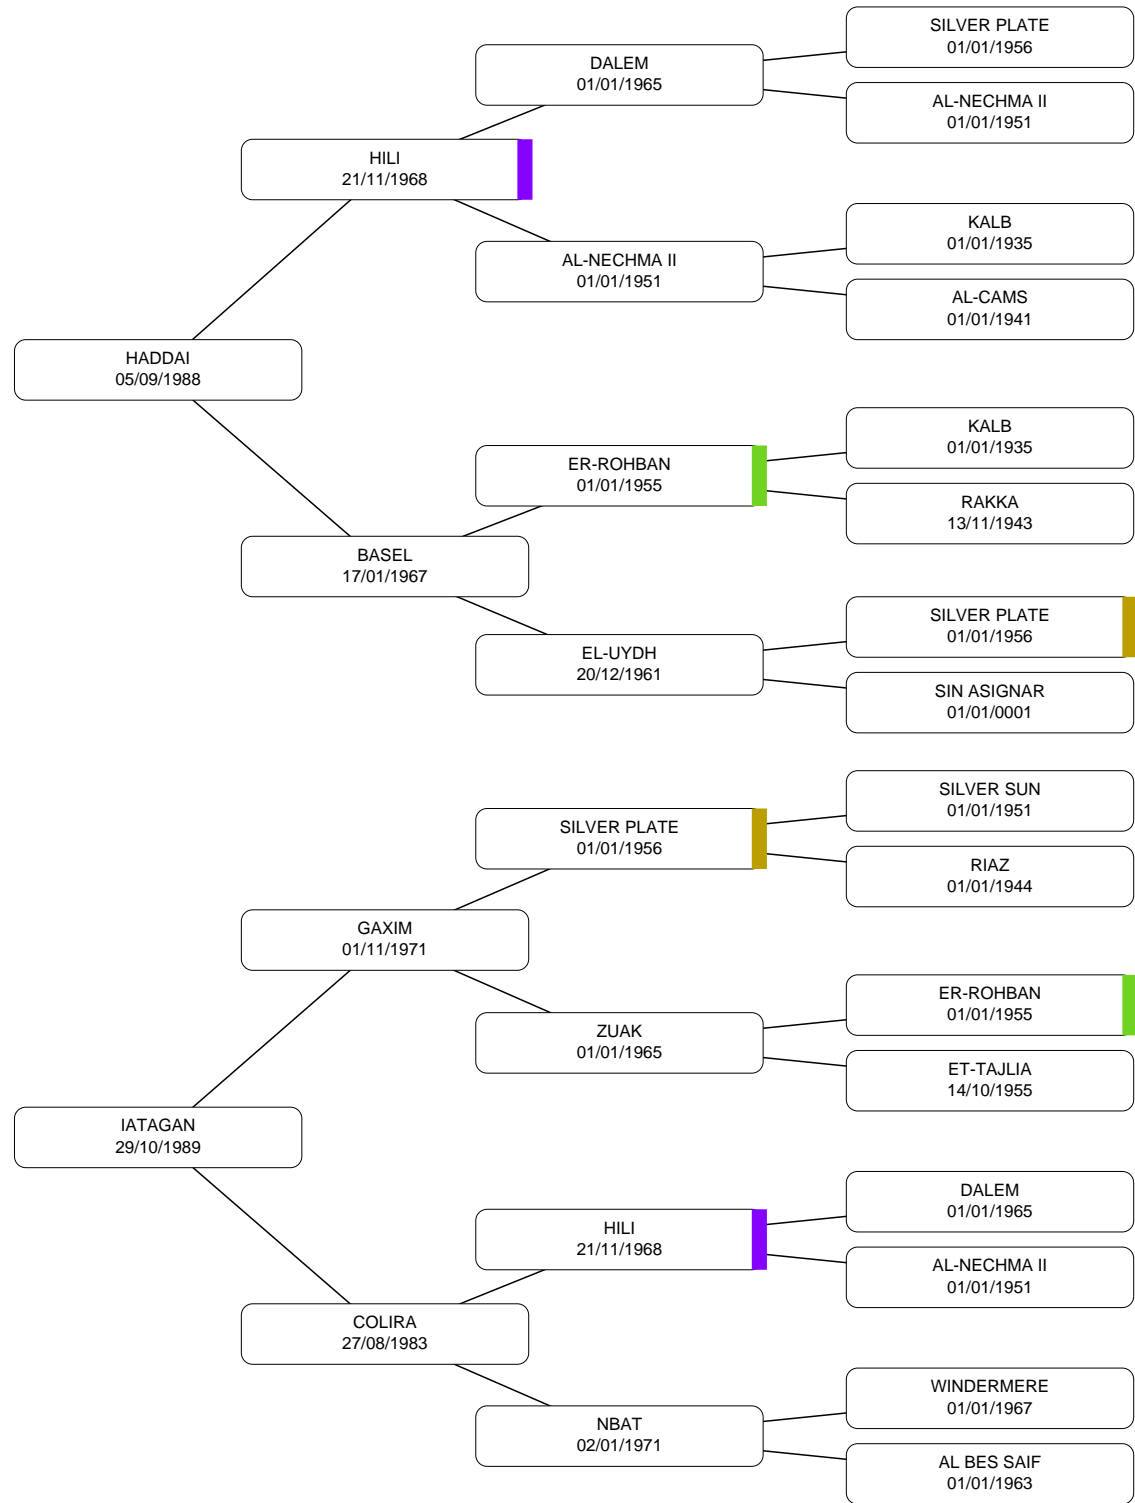 SILVER PLATE
01/01/1956
DALEM
01/01/1965
AL-NECHMA II
01/01/1951
HILI
21/11/1968
KALB
01/01/1935
AL-NECHMA II
01/01/1951
AL-CAMS
01/01/1941
HADDAI
05/09/1988
KALB
01/01/1935
ER-ROHBAN
01/01/1955
RAKKA
13/11/1943
BASEL
17/01/1967
SILVER PLATE
01/01/1956
EL-UYDH
20/12/1961
SIN ASIGNAR
01/01/0001
SILVER SUN
01/01/1951
SILVER PLATE
01/01/1956
RIAZ
01/01/1944
GAXIM
01/11/1971
ER-ROHBAN
01/01/1955
ZUAK
01/01/1965
ET-TAJLIA
14/10/1955
IATAGAN
29/10/1989
DALEM
01/01/1965
HILI
21/11/1968
AL-NECHMA II
01/01/1951
COLIRA
27/08/1983
WINDERMERE
01/01/1967
NBAT
02/01/1971
AL BES SAIF
01/01/1963